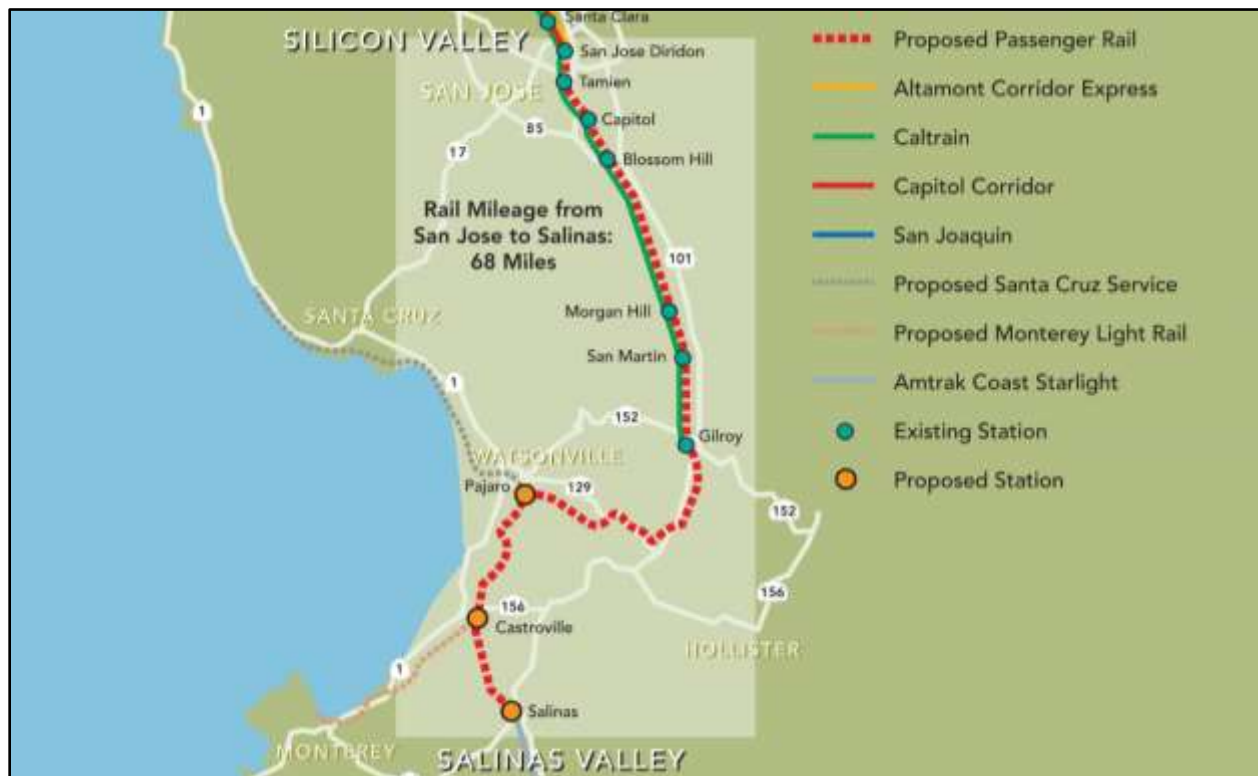 Santa Clara
SILICON VALLEY
San Jose Diridon
Tamien
SAN JOSE
1
Capitol
85
17
Blossom Hill
Rail Mileage from
San Jose to Salinas:
68 Miles
101
Morgan Hill
SANTA CRUZ
San Martin
1
152
Gilroy
WATSONVILLE
Pajaro
129
152
156
156
Castroville
HOLLISTER
1
Salinas
MONTEREY
SALINAS VALLEY
Proposed Passenger Rail
Altamont Corridor Express
Caltrain
Capitol Corridor
San Joaquin
Proposed Santa Cruz Service
Proposed Monterey Light Rail
Amtrak Coast Starlight
Existing Station
Proposed Station